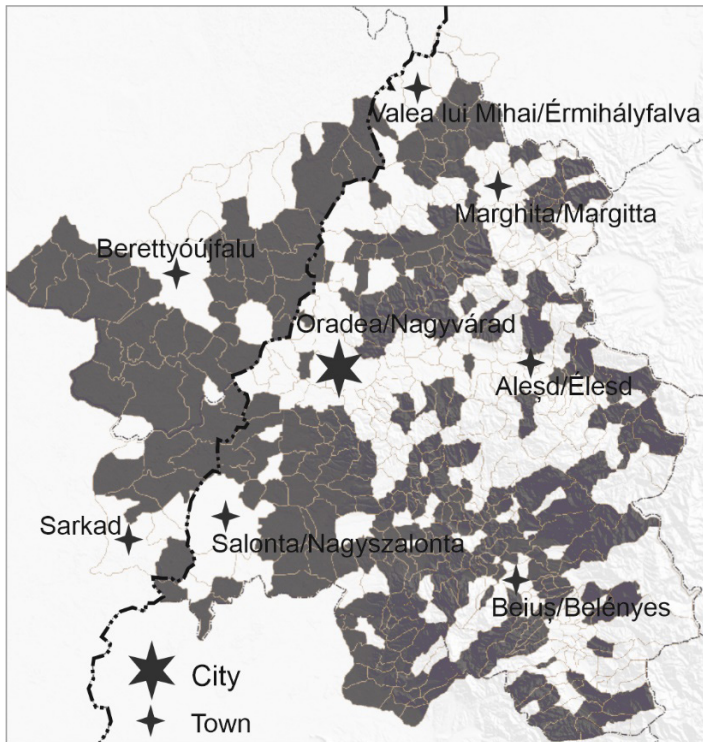 Valea lui Mihai/Érmihályfalva
Marghita/Margitta
Berettyóújfalu
Oradea/Nagyvárad
Aleșd/Élesd
Sarkad
Salonta/Nagyszalonta
Beiuș/Belényes
City
Town